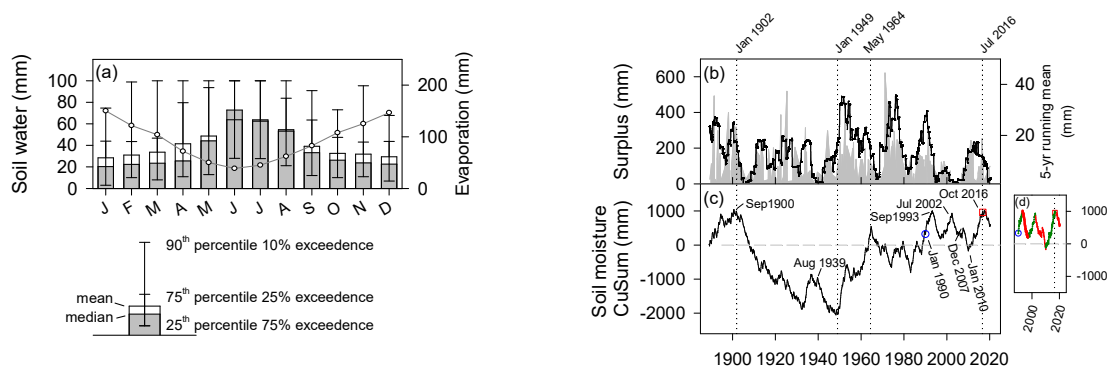 (a)
Soil water (mm)
100
80
60
40
20
0
200
100
0
Evaporation (mm)
J F M A M J J A S O N D
90th percentile 10% exceedence
75th percentile 25% exceedence
mean
median
25th percentile 75% exceedence
Jan 1902
Jan 1949
May 1964
Jul 2016
(b)
Surplus (mm)
600
400
200
0
40
20
5-yr running mean
(mm)
(c)
Soil moisture
CuSum (mm)
1000
0
-1000
-2000
Sep1900
Aug 1939
Sep1993
Jul 2002
Oct 2016
Jan 1990
Dec 2007
Jan 2010
1900 1920 1940 1960 1980 2000 2020
(d)
1000
0
-1000
2000
2020